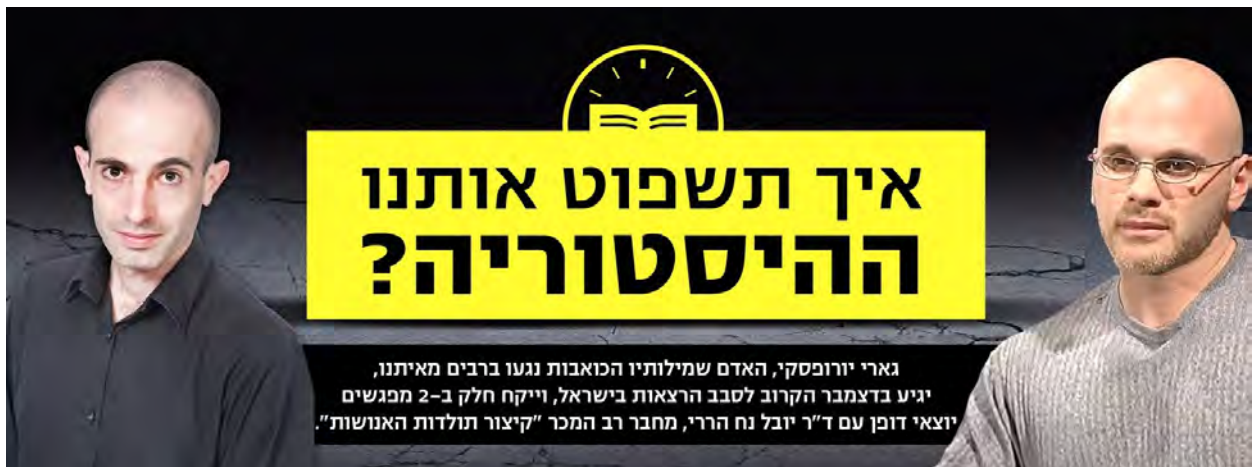 איך תשפוט אותנו
ההיסטוריה?
גארי יורופסקי, האדם שמילותיו הכואבות נגעו ברבים מאיתנו,
יגיע בדצמבר הקרוב לסבב הרצאות בישראל, וייקח חלק ב-2 מפגשים
יוצאי דופן עם ד"ר יובל נח הררי, מחבר רב המכר "קיצור תולדות האנושות".